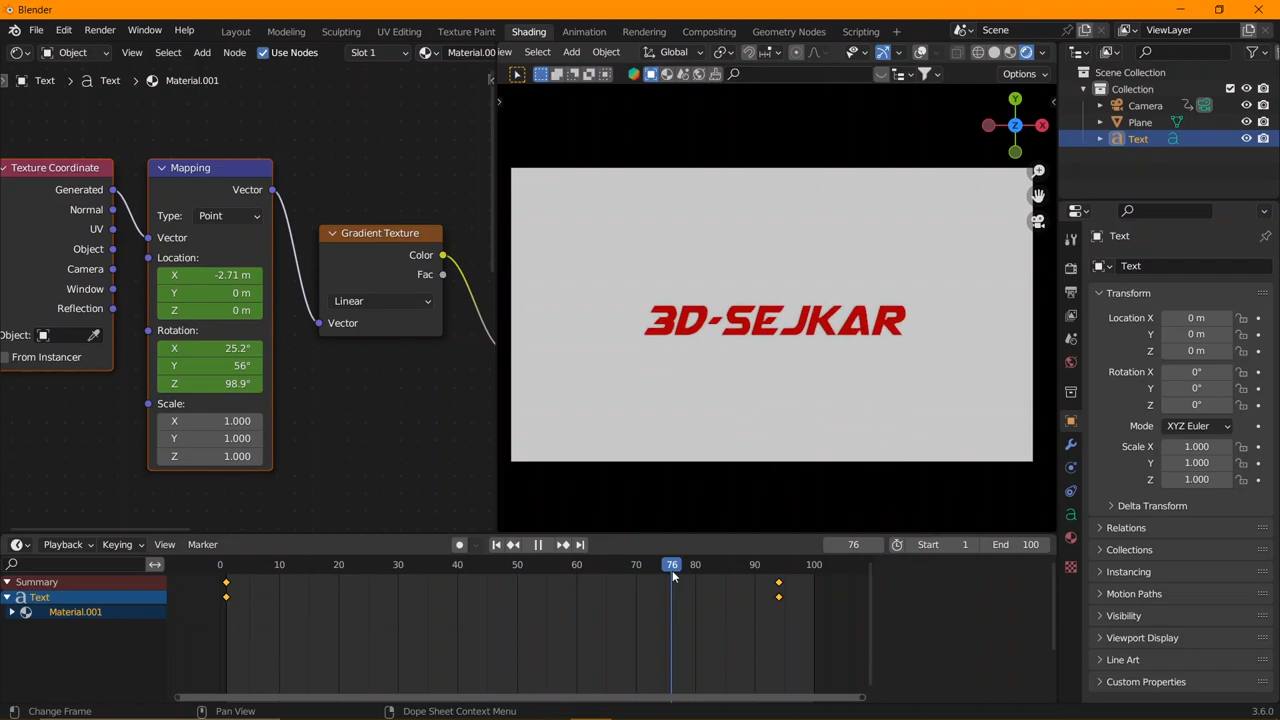 Blender
File Edit Render Window Help Layout Modeling Sculpting UV Editing Texture Paint Shading Animation Rendering Compositing Geometry Nodes Scripting Scene ViewLayer
Object View Select Add Node Use Nodes Slot 1 Material.00 Select Add Object Global
Text Text Material.001 Options
Scene Collection
Collection
Camera
Plane
Text
Texture Coordinate
Generated
Normal
UV
Object
Camera
Window
Reflection
Object:
From Instancer
Mapping
Vector
Type: Point
Vector
Location:
X -2.71 m
Y 0 m
Z 0 m
Rotation:
X 25.2°
Y 56°
Z 98.9°
Scale:
X 1.000
Y 1.000
Z 1.000
Gradient Texture
Color
Fac
Linear
Vector
Y
Z X
3D-SEJKAR
Text
Text
Transform
Location X 0 m
Y 0 m
Z 0 m
Rotation X 0°
Y 0°
Z 0°
Mode XYZ Euler
Scale X 1.000
Y 1.000
Z 1.000
Delta Transform
Relations
Collections
Instancing
Motion Paths
Visibility
Viewport Display
Line Art
Custom Properties
Playback Keying View Marker 76 Start 1 End 100
0 10 20 30 40 50 60 70 76 80 90 100
Summary
Text
Material.001
Change Frame Pan View Dope Sheet Context Menu 3.6.0